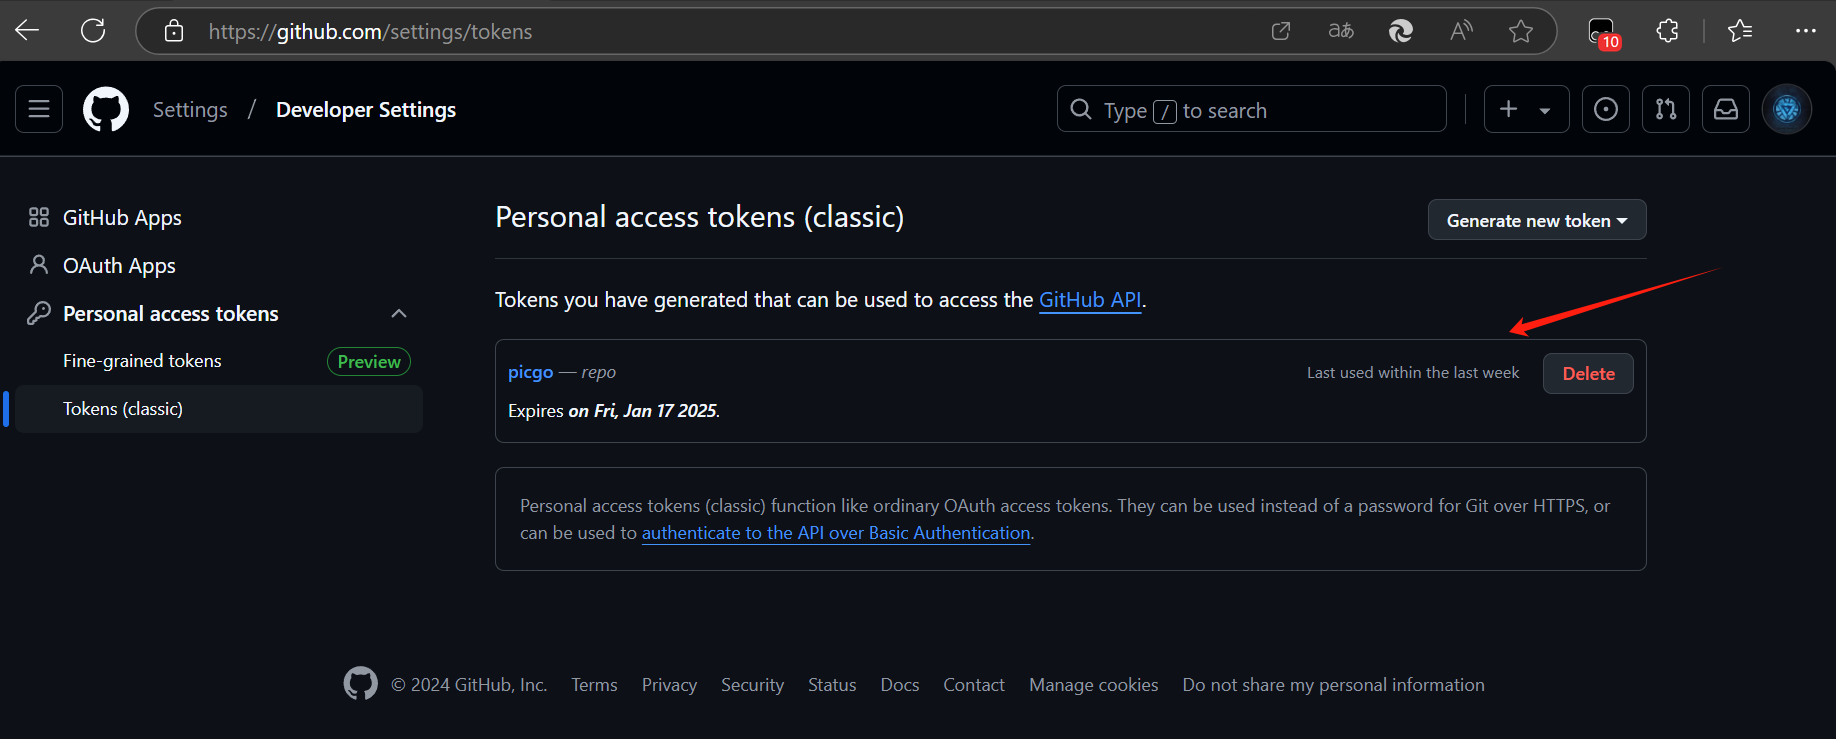 https://github.com/settings/tokens
ああ
10
Settings / Developer Settings
Type / to search
GitHub Apps
OAuth Apps
Personal access tokens
Fine-grained tokens Preview
Tokens (classic)
Personal access tokens (classic)
Generate new token
Tokens you have generated that can be used to access the GitHub API.
picgo — repo
Last used within the last week
Delete
Expires on Fri, Jan 17 2025.
Personal access tokens (classic) function like ordinary OAuth access tokens. They can be used instead of a password for Git over HTTPS, or
can be used to authenticate to the API over Basic Authentication.
© 2024 GitHub, Inc. Terms Privacy Security Status Docs Contact Manage cookies Do not share my personal information